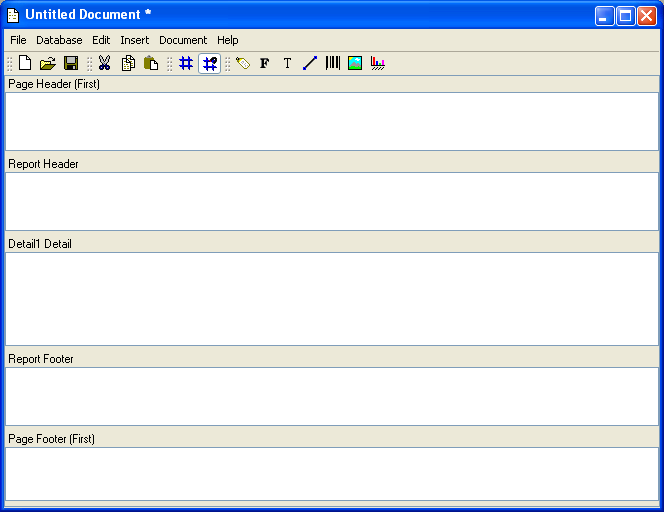 Untitled Document *
File Database Edit Insert Document Help
F T
Page Header (First)
Report Header
Detail1 Detail
Report Footer
Page Footer (First)